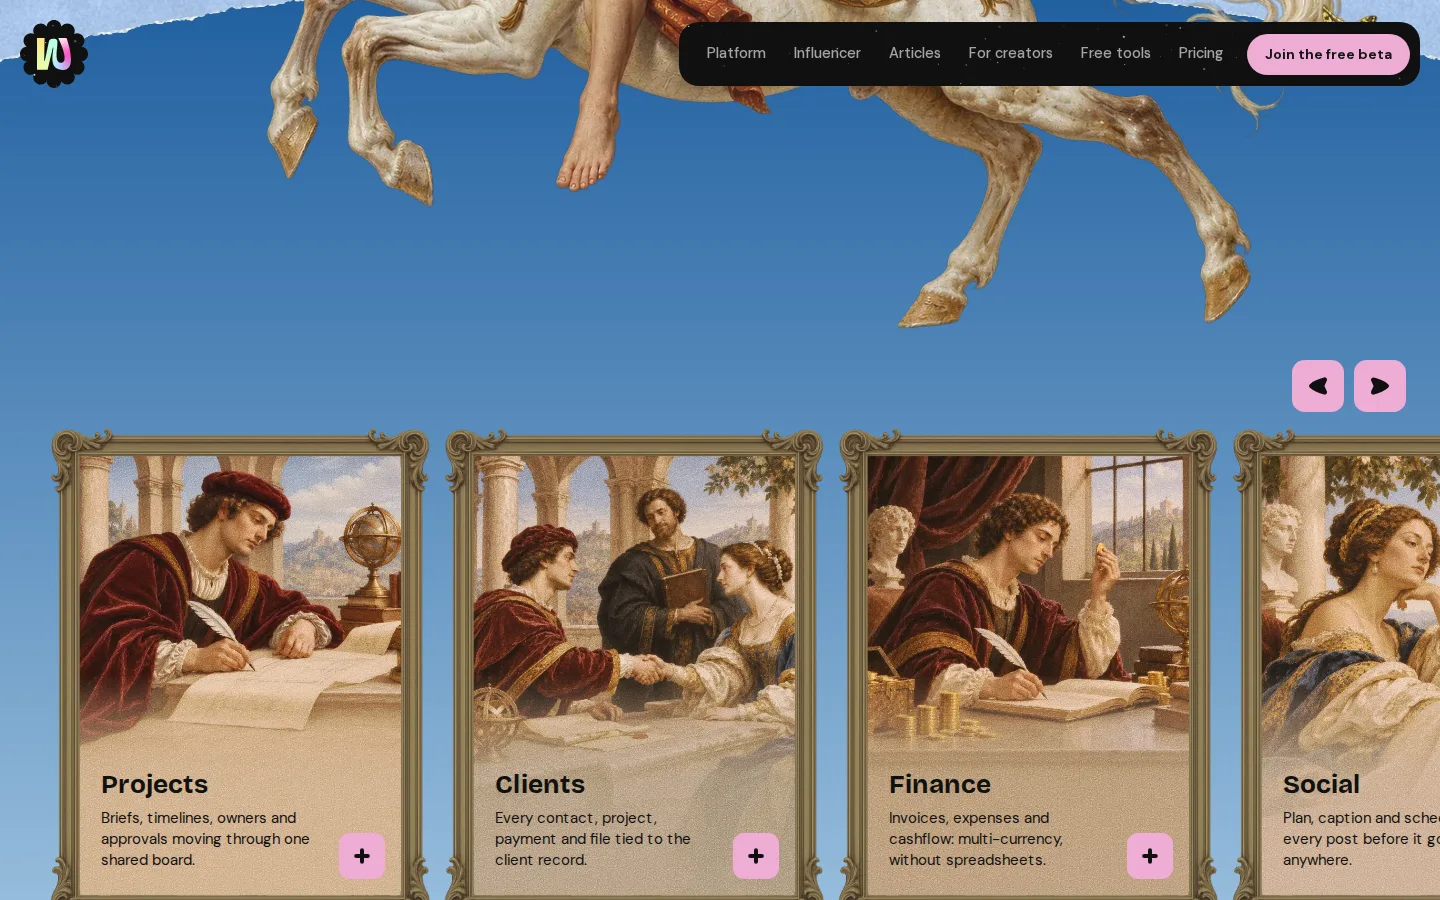 Platform
Influencer
Articles
For creators
Free tools
Pricing
Join the free beta
Projects
Briefs, timelines, owners and
approvals moving through one
shared board.
Clients
Every contact, project,
payment and file tied to the
client record.
Finance
Invoices, expenses and
cashflow: multi-currency,
without spreadsheets.
Social
Plan, caption and sche
every post before it g
anywhere.